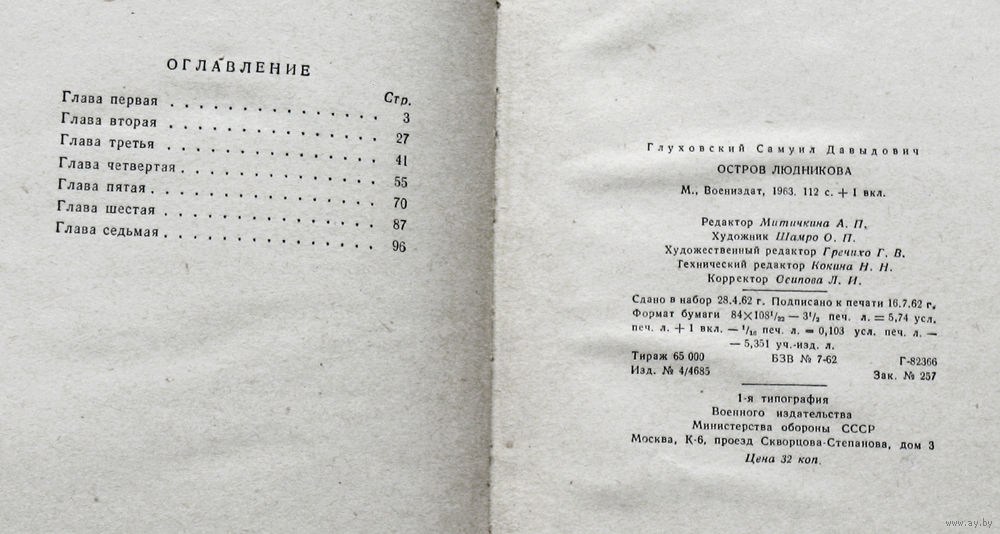 ОГЛАВЛЕНИЕ
Стр.
Глава первая . . . . . . . . . . . . . 3
Глава вторая . . . . . . . . . . . . . 27
Глава третья . . . . . . . . . . . . . 41
Глава четвертая . . . . . . . . . . . . 55
Глава пятая . . . . . . . . . . . . . 70
Глава шестая . . . . . . . . . . . . . 87
Глава седьмая . . . . . . . . . . . . . 96
Глуховский Самуил Давыдович
ОСТРОВ ЛЮДНИКОВА
М., Воениздат, 1963. 112 с. + 1 вкл.
Редактор Митичкина А. П.
Художник Шамро О. П.
Художественный редактор Гречихо Г. В.
Технический редактор Кокина Н. Н.
Корректор Осипова Л. И.
Сдано в набор 28.4.62 г. Подписано к печати 16.7.62 г.
Формат бумаги 84×108¹/₃₂ — 3¹/₂ печ. л. = 5,74 усл.
печ. л. + 1 вкл. — ¹/₁₆ печ. л. = 0,103 усл. печ. л. —
— 5,351 уч.-изд. л.
Тираж 65 000 БЗВ № 7-62 Г-82366
Изд. № 4/4685 Зак. № 257
1-я типография
Военного издательства
Министерства обороны СССР
Москва, К-6, проезд Скворцова-Степанова, дом 3
Цена 32 коп.
www.ay.by